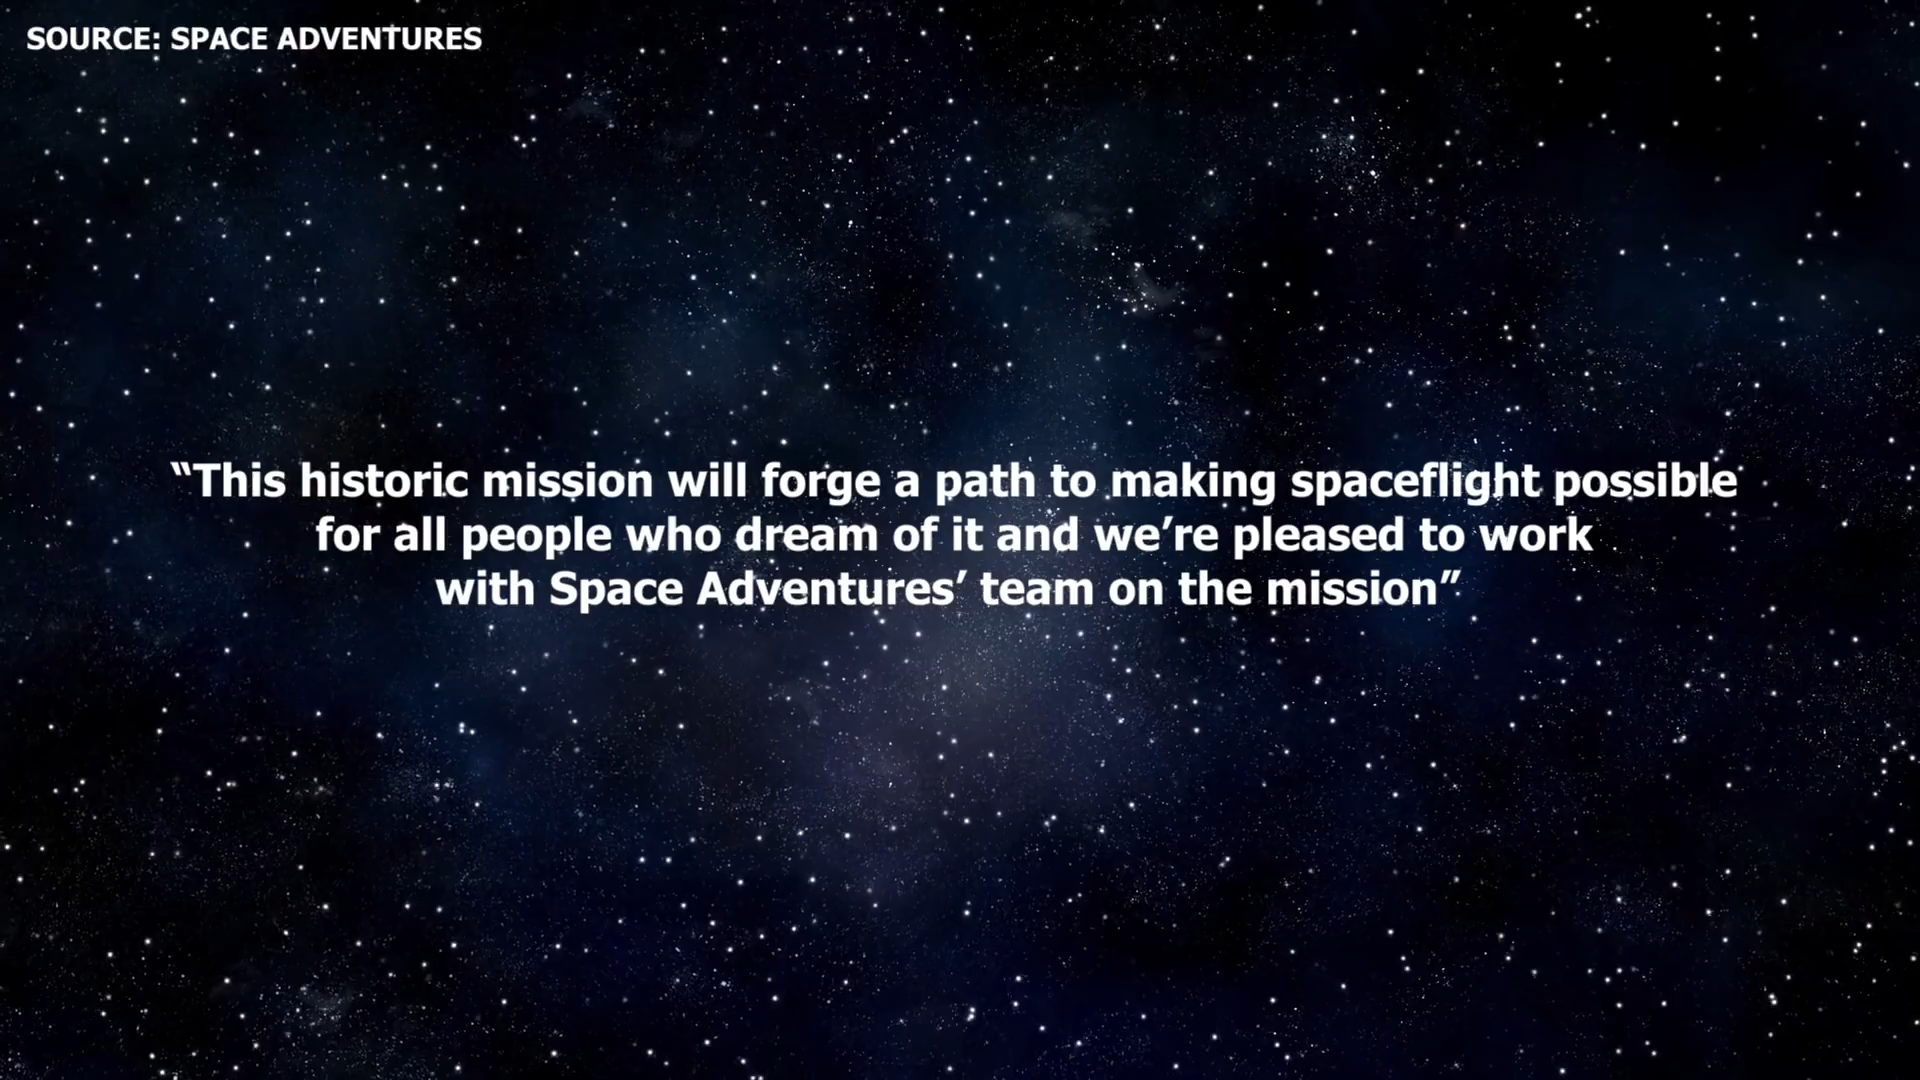 SOURCE: SPACE ADVENTURES
“This historic mission will forge a path to making spaceflight possible
for all people who dream of it and we’re pleased to work
with Space Adventures’ team on the mission”